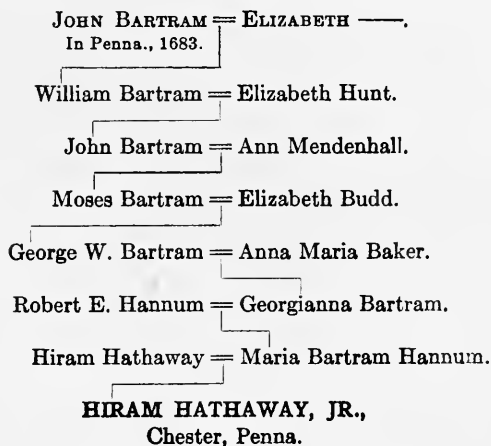 JOHN BARTRAM = ELIZABETH ——.
In Penna., 1683.
William Bartram = Elizabeth Hunt.
John Bartram = Ann Mendenhall.
Moses Bartram = Elizabeth Budd.
George W. Bartram = Anna Maria Baker.
Robert E. Hannum = Georgianna Bartram.
Hiram Hathaway = Maria Bartram Hannum.
HIRAM HATHAWAY, JR.,
Chester, Penna.